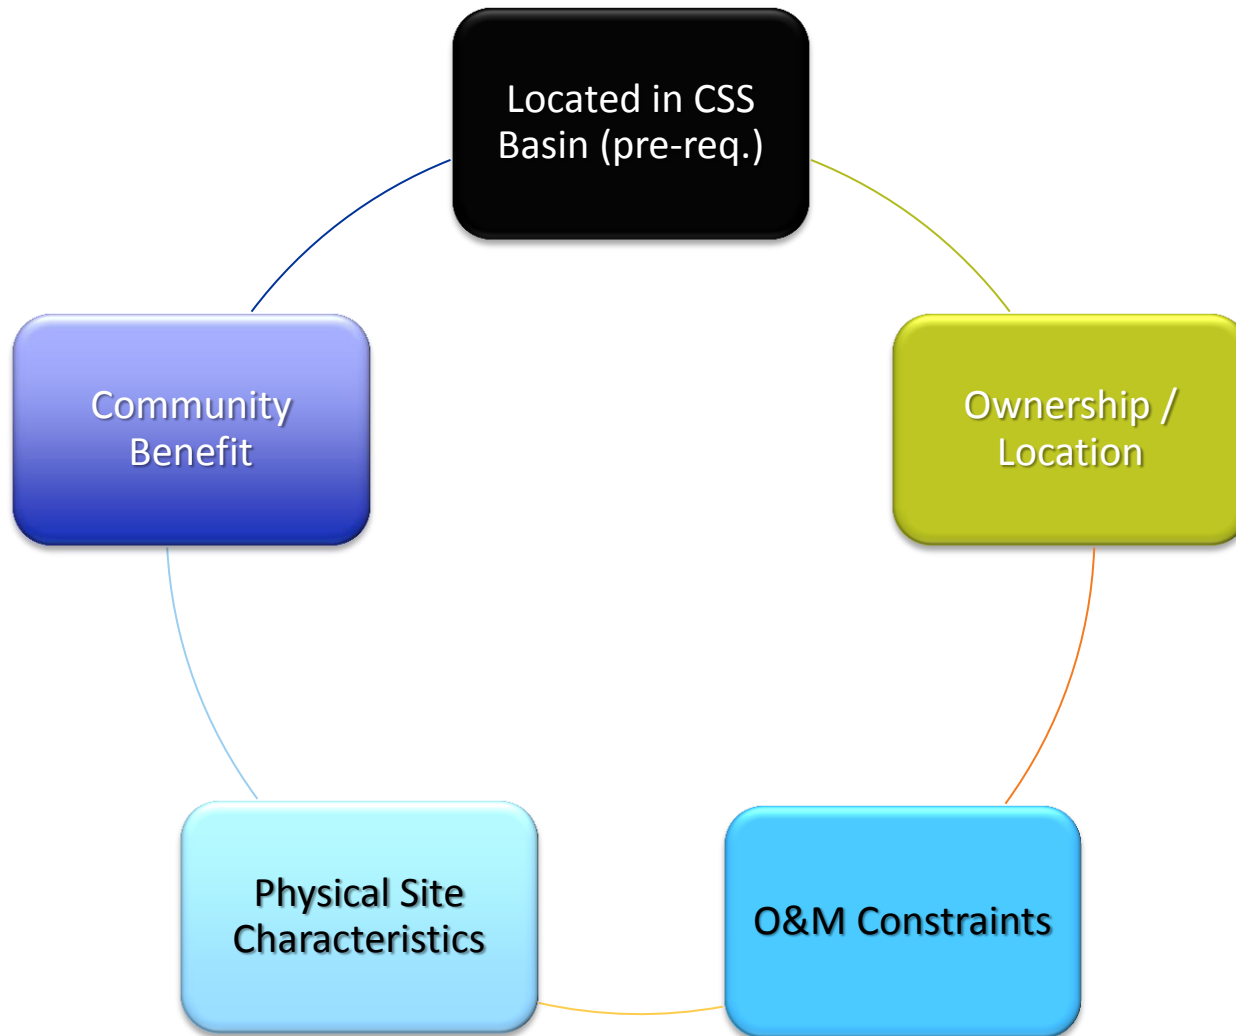 Located in CSS
Basin (pre-req.)
Ownership /
Location
O&M Constraints
Physical Site
Characteristics
Community
Benefit